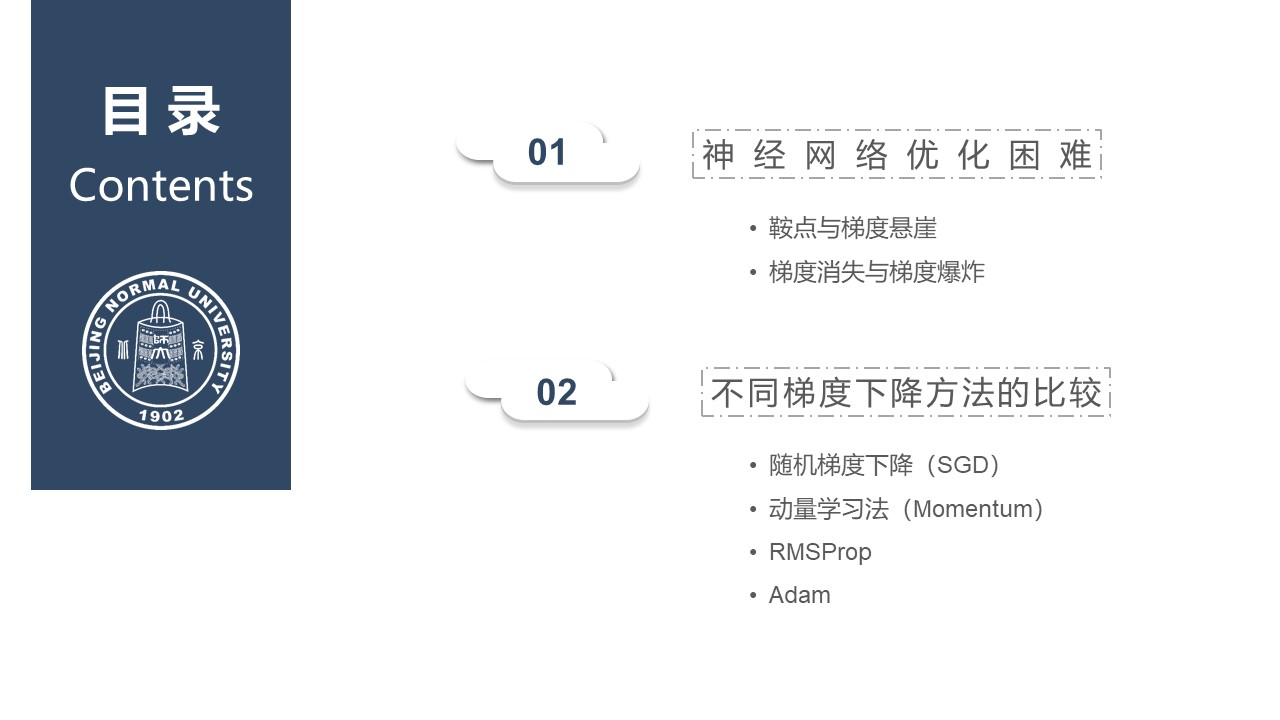 目录
Contents
BEIJING NORMAL UNIVERSITY
1902
01
神经网络优化困难
• 鞍点与梯度悬崖
• 梯度消失与梯度爆炸
02
不同梯度下降方法的比较
• 随机梯度下降（SGD）
• 动量学习法（Momentum）
• RMSProp
• Adam